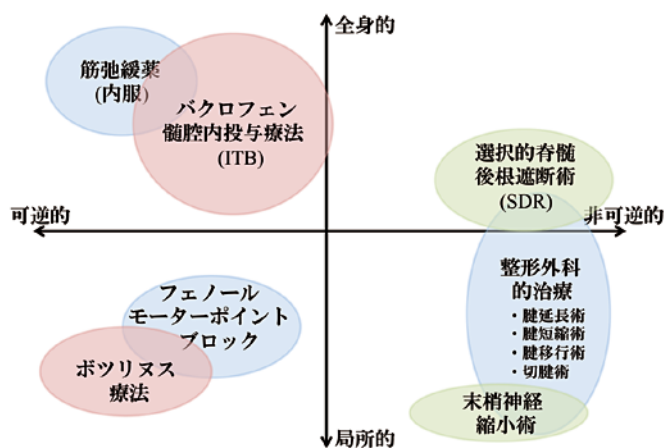 全身的
筋弛緩薬
(内服)
バクロフェン
髄腔内投与療法
(ITB)
選択的脊髄
後根遮断術
(SDR)
可逆的
非可逆的
整形外科
的治療
・腱延長術
・腱短縮術
・腱移行術
・切腱術
フェノール
モーターポイント
ブロック
ボツリヌス
療法
末梢神経
縮小術
局所的